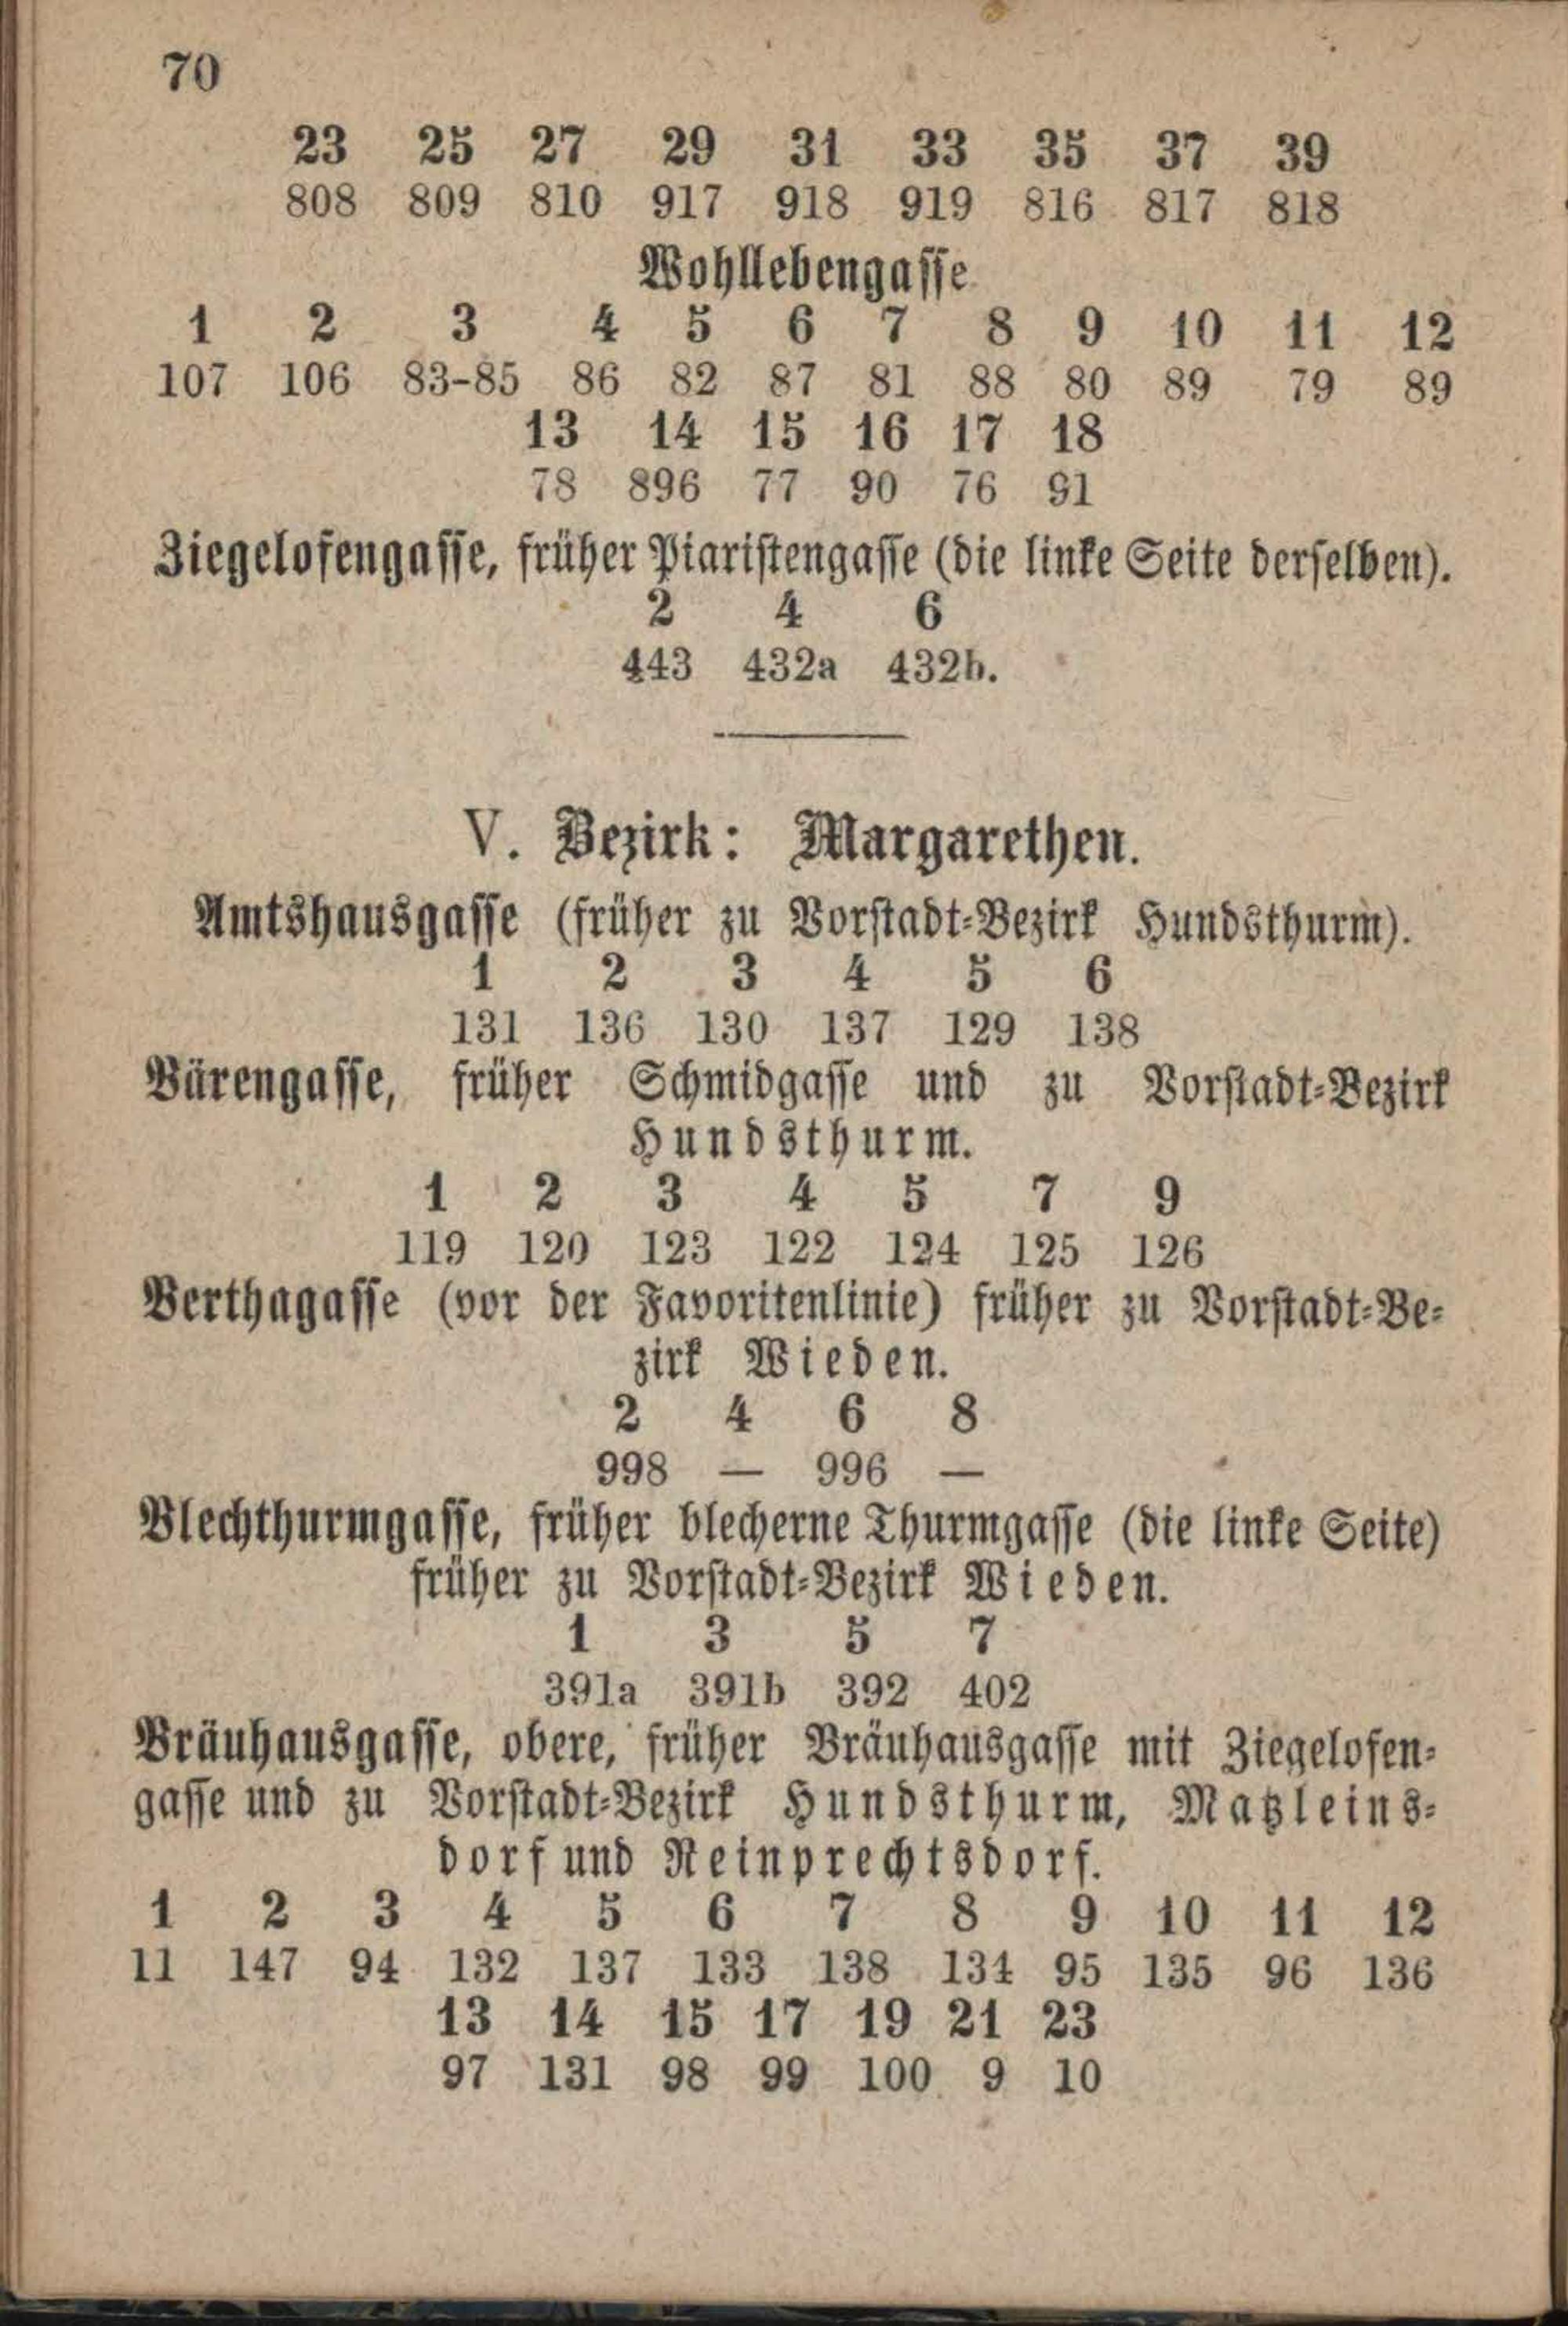 70
23 25 27 29 31 33 35 37 39
808 809 810 917 918 919 816 817 818
Wohllebengasse
1 2 3 4 5 6 7 8 9 10 11 12
107 106 83-85 86 82 87 81 88 80 89 79 89
13 14 15 16 17 18
78 896 77 90 76 91
Ziegelofengasse, früher Piaristengasse (die linke Seite derselben).
2 4 6
443 432a 432b.
V. Bezirk: Margarethen.
Amtshausgasse (früher zu Vorstadt-Bezirk Hundsthurm).
1 2 3 4 5 6
131 136 130 137 129 138
Bärengasse, früher Schmidgasse und zu Vorstadt-Bezirk
Hundsthurm.
1 2 3 4 5 7 9
119 120 123 122 124 125 126
Berthagasse (vor der Favoritenlinie) früher zu Vorstadt-Be-
zirk Wieden.
2 4 6 8
998 — 996 —
Blechthurmgasse, früher blecherne Thurmgasse (die linke Seite)
früher zu Vorstadt-Bezirk Wieden.
1 3 5 7
391a 391b 392 402
Bräuhausgasse, obere, früher Bräuhausgasse mit Ziegelofen-
gasse und zu Vorstadt-Bezirk Hundsthurm, Matzleins-
dorf und Reinprechtsdorf.
1 2 3 4 5 6 7 8 9 10 11 12
11 147 94 132 137 133 138 134 95 135 96 136
13 14 15 17 19 21 23
97 131 98 99 100 9 10